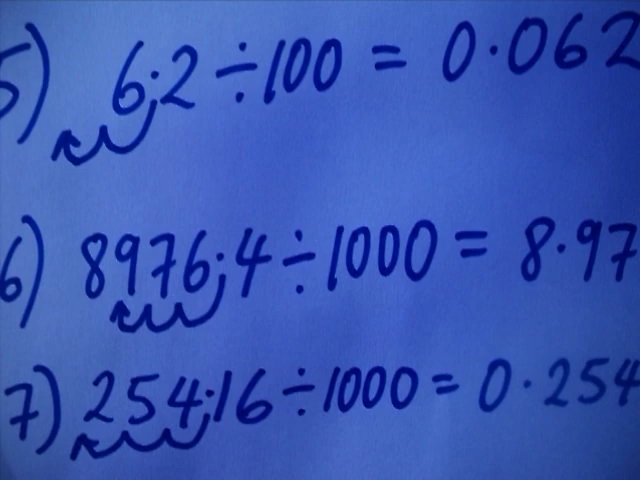 5) 6·2 ÷ 100 = 0·062
6) 8976·4 ÷ 1000 = 8·97
7) 254·16 ÷ 1000 = 0·254